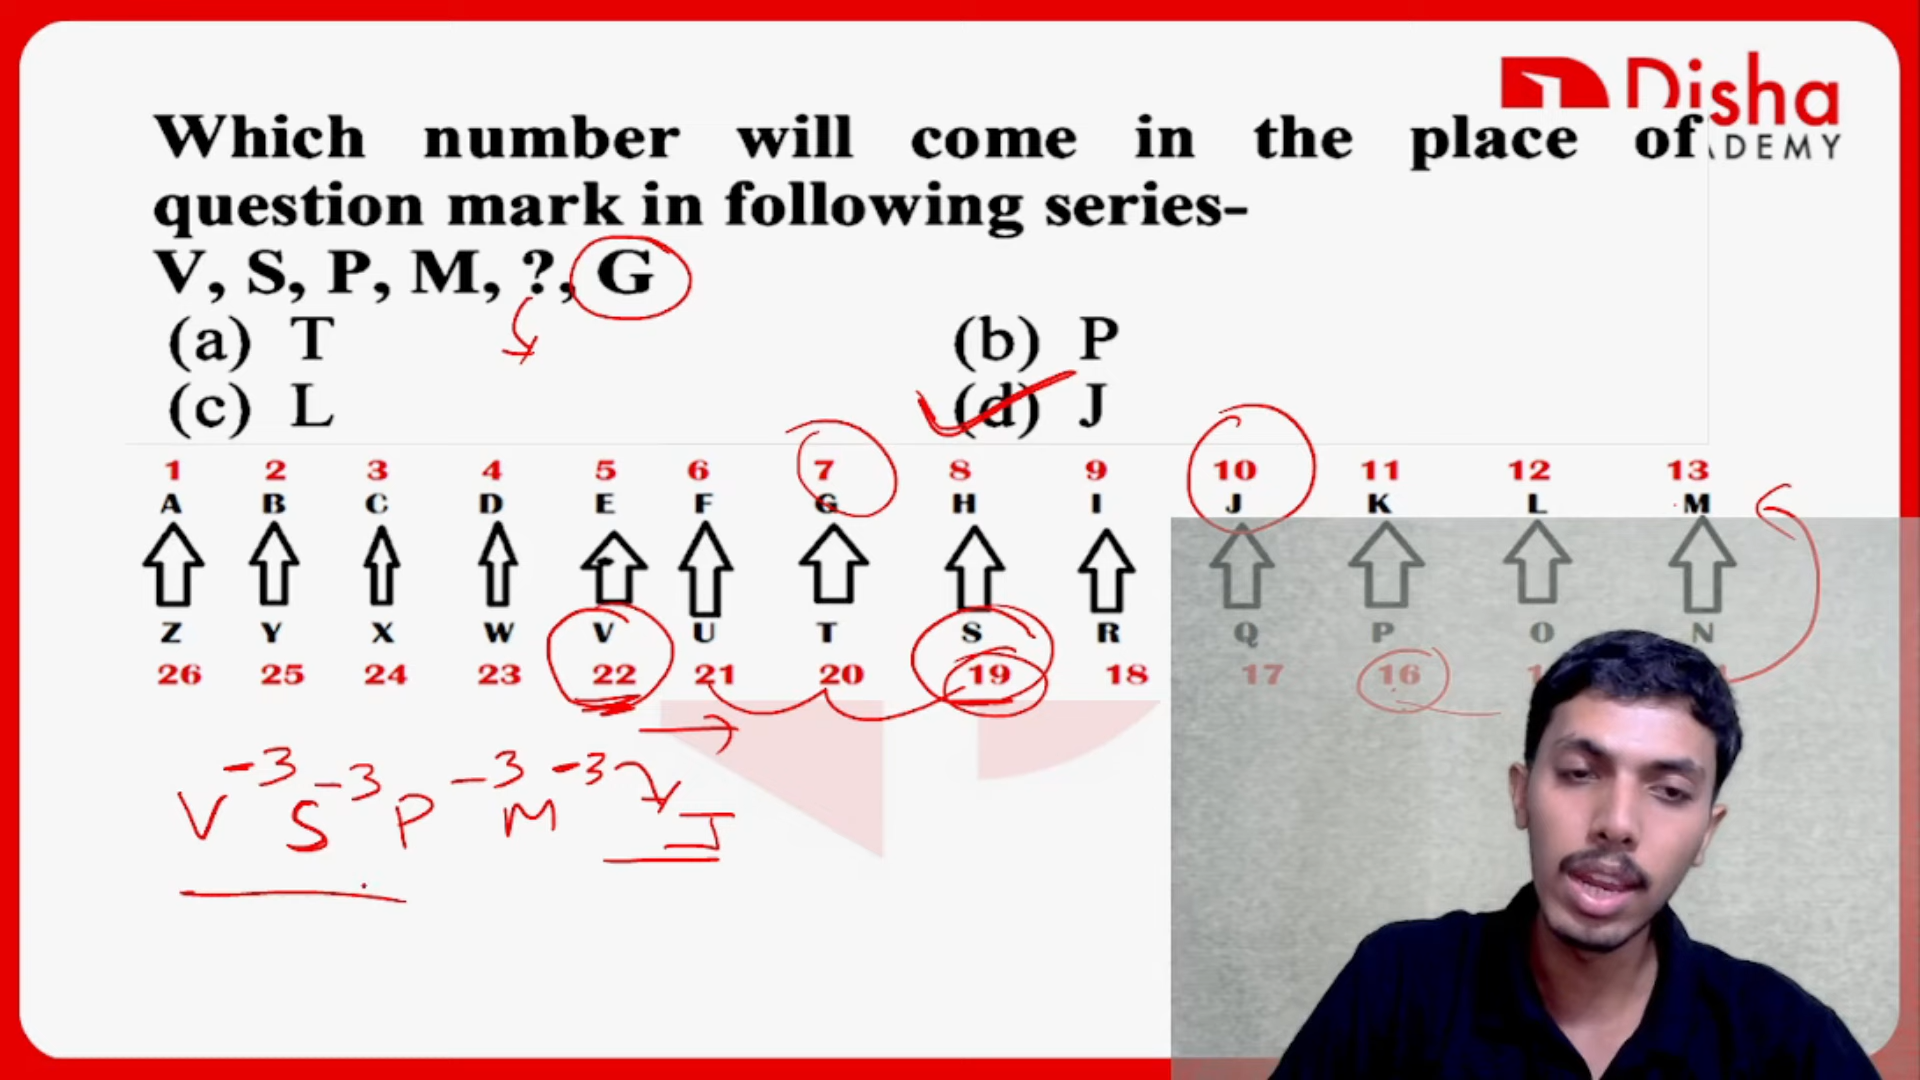 Disha
Which number will come in the place of
DEMY
question mark in following series-
V, S, P, M, ?, G
(a) T (b) P
(c) L (d) J
1 2 3 4 5 6 7 8 9 10 11 12 13
A B C D E F G H I J K L M
Z Y X W V U T S R Q P O N
26 25 24 23 22 21 20 19 18 17 16
-3 -3 -3 -3
V S P M J